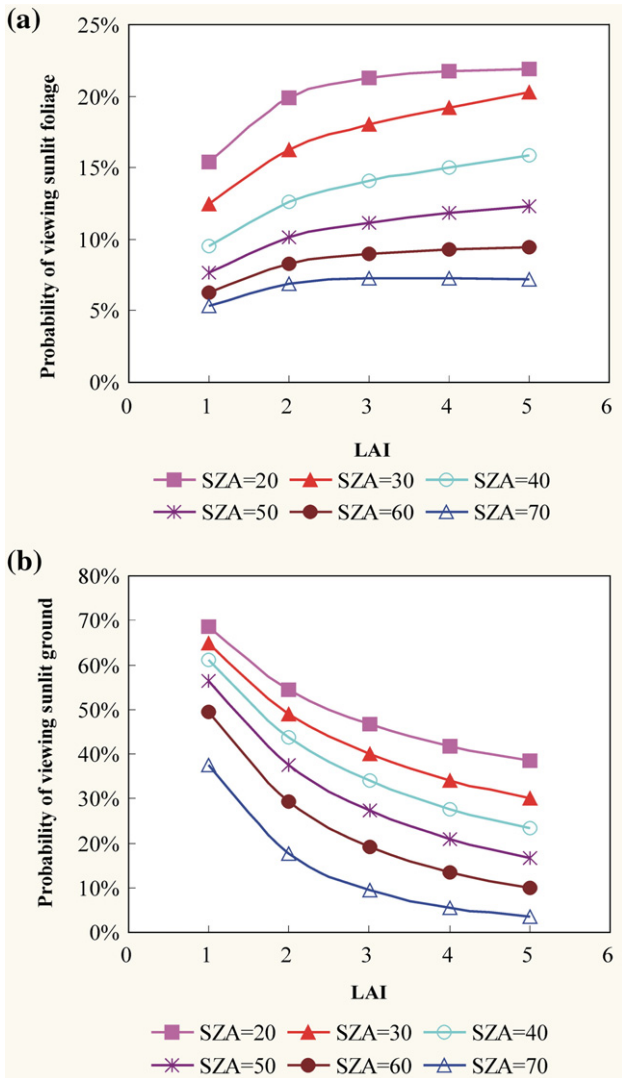 (a)
25%
20%
15%
10%
5%
0%
Probability of viewing sunlit foliage
0 1 2 3 4 5 6
LAI
SZA=20 SZA=30 SZA=40
SZA=50 SZA=60 SZA=70
(b)
80%
70%
60%
50%
40%
30%
20%
10%
0%
Probability of viewing sunlit ground
0 1 2 3 4 5 6
LAI
SZA=20 SZA=30 SZA=40
SZA=50 SZA=60 SZA=70